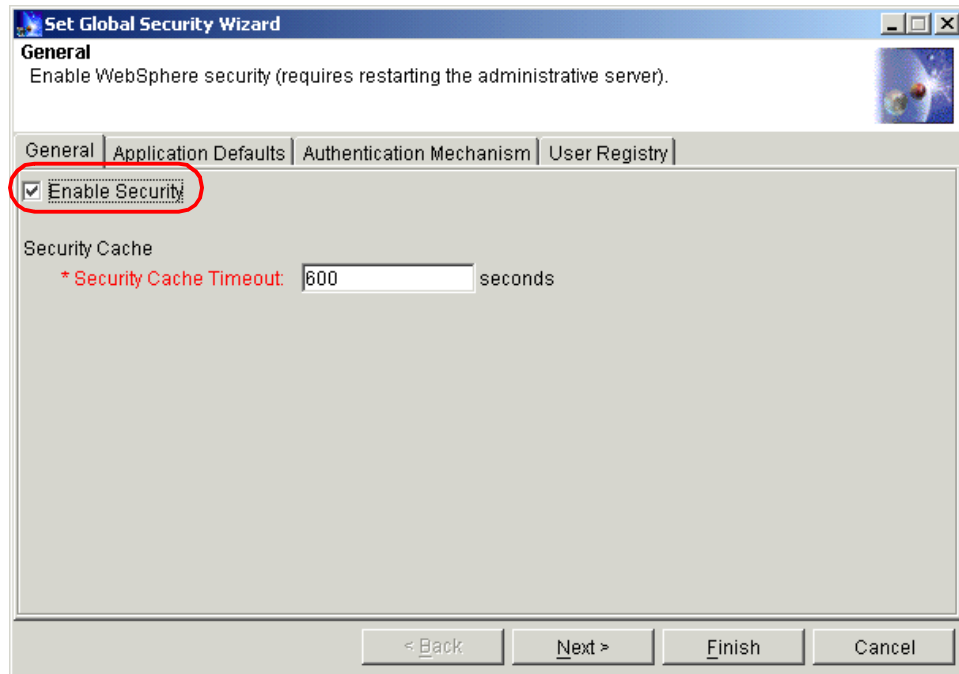 Set Global Security Wizard
General
Enable WebSphere security (requires restarting the administrative server).
General Application Defaults Authentication Mechanism User Registry
Enable Security
Security Cache
* Security Cache Timeout: 600 seconds
< Back Next > Finish Cancel